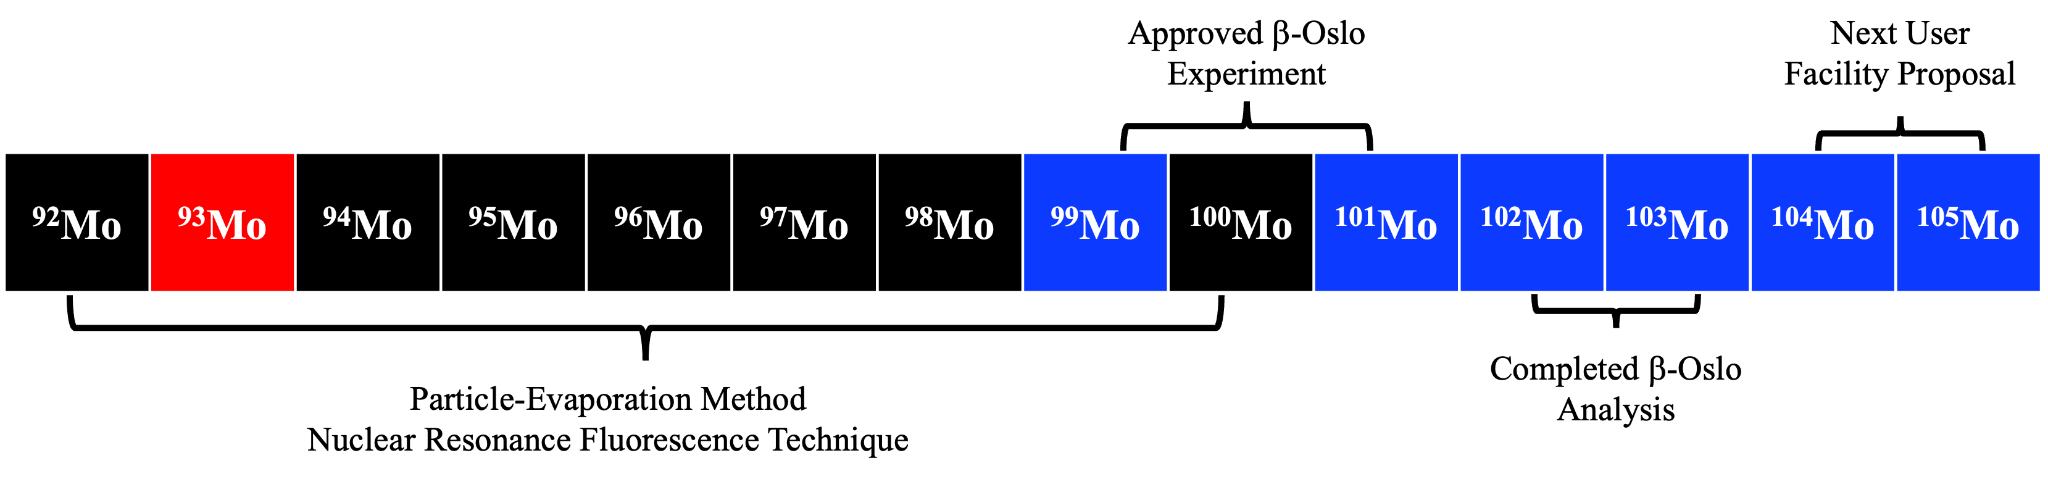 Approved β-Oslo
Experiment
Next User
Facility Proposal
⁹²Mo ⁹³Mo ⁹⁴Mo ⁹⁵Mo ⁹⁶Mo ⁹⁷Mo ⁹⁸Mo ⁹⁹Mo ¹⁰⁰Mo ¹⁰¹Mo ¹⁰²Mo ¹⁰³Mo ¹⁰⁴Mo ¹⁰⁵Mo
Particle-Evaporation Method
Nuclear Resonance Fluorescence Technique
Completed β-Oslo
Analysis